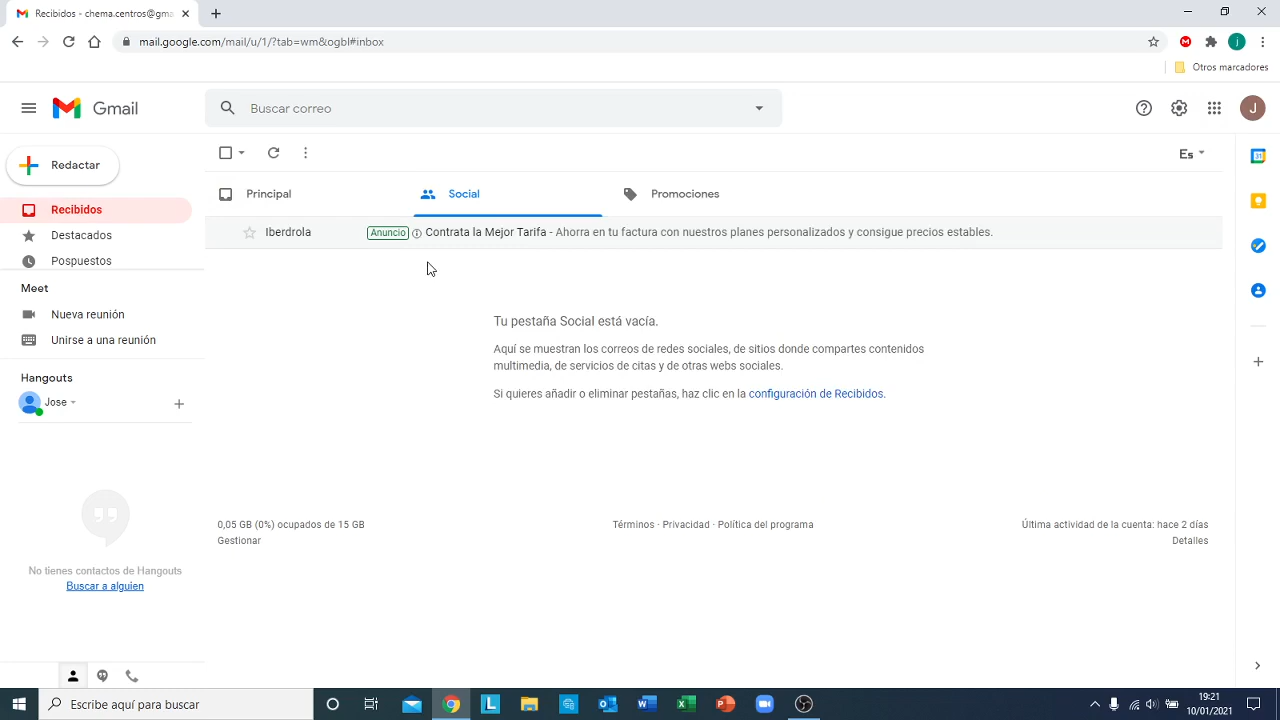 Recibidos - chema.centros@gma
mail.google.com/mail/u/1/?tab=wm&ogbl#inbox
j
Otros marcadores
Gmail
Buscar correo
J
Redactar
Es
Principal
Social
Promociones
Recibidos
Destacados
Pospuestos
Iberdrola
Anuncio
Contrata la Mejor Tarifa - Ahorra en tu factura con nuestros planes personalizados y consigue precios estables.
Meet
Nueva reunión
Unirse a una reunión
Hangouts
Jose
Tu pestaña Social está vacía.
Aquí se muestran los correos de redes sociales, de sitios donde compartes contenidos
multimedia, de servicios de citas y de otras webs sociales.
Si quieres añadir o eliminar pestañas, haz clic en la configuración de Recibidos.
No tienes contactos de Hangouts
Buscar a alguien
0,05 GB (0%) ocupados de 15 GB
Gestionar
Términos · Privacidad · Política del programa
Última actividad de la cuenta: hace 2 días
Detalles
31
Escribe aquí para buscar
L
19:21
10/01/2021